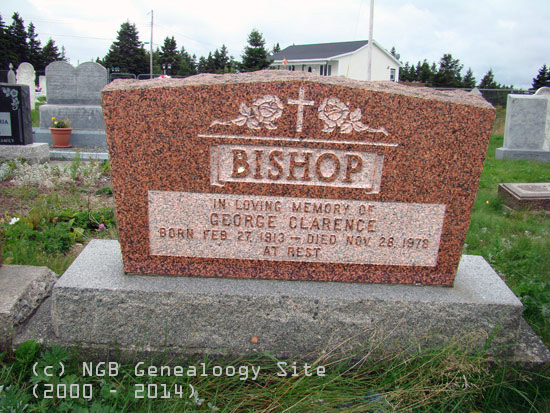 BISHOP
IN LOVING MEMORY OF
GEORGE CLARENCE
BORN FEB. 27, 1913 – DIED NOV. 28, 1978
AT REST
(c) NGB Genealoogy Site
(2000 - 2014)